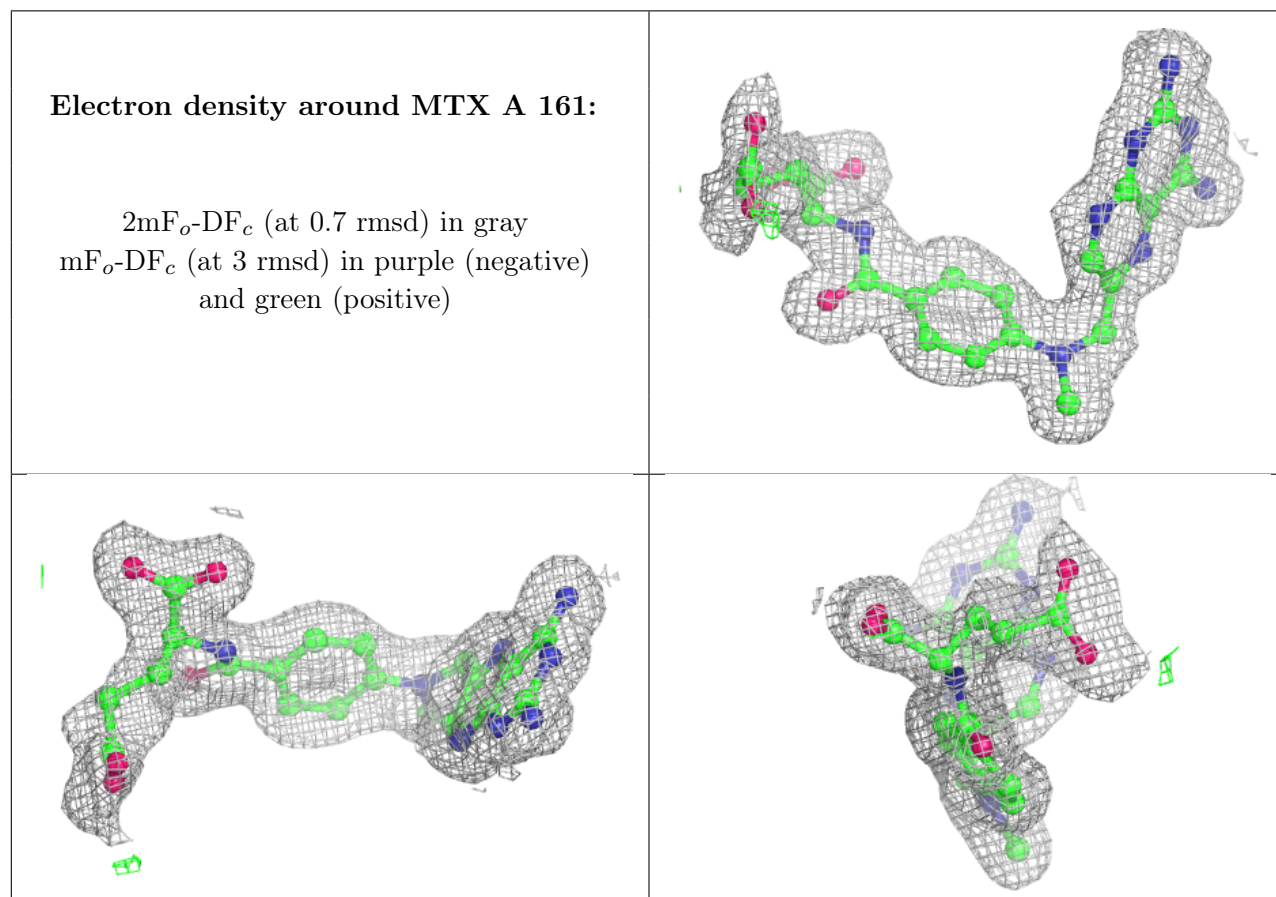 Electron density around MTX A 161:
2mFo-DFc (at 0.7 rmsd) in gray
mFo-DFc (at 3 rmsd) in purple (negative)
and green (positive)